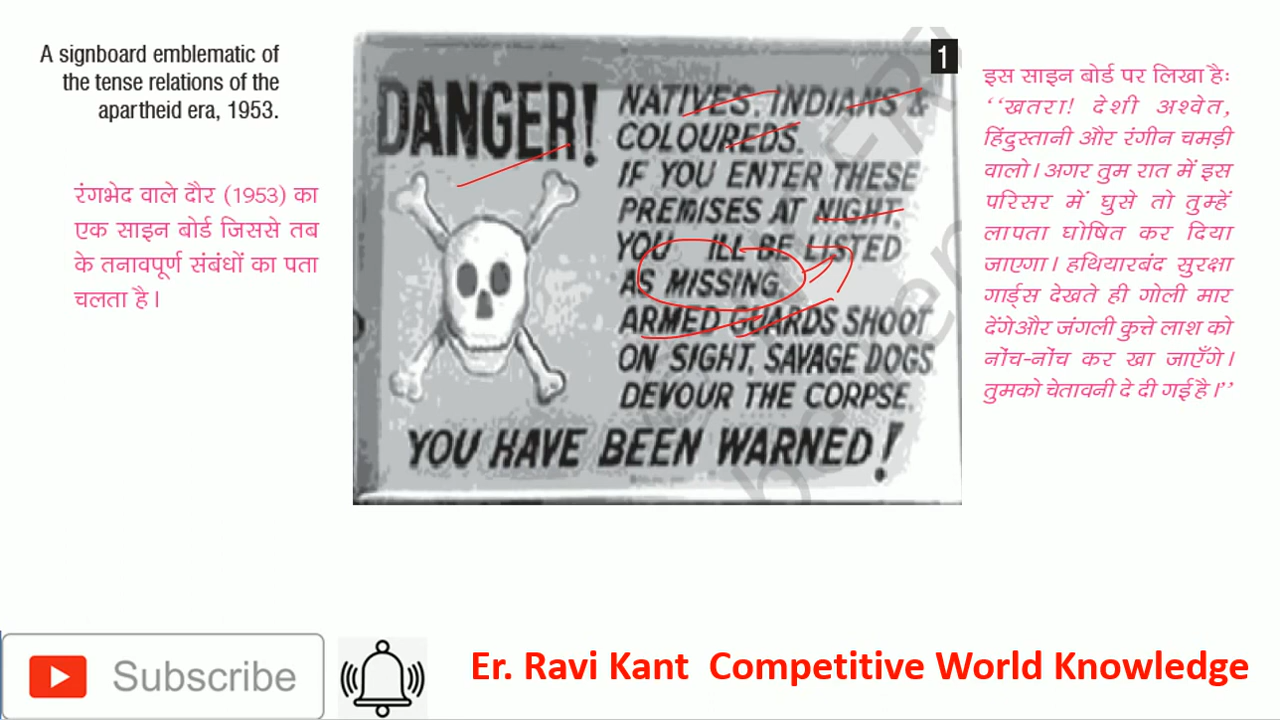 A signboard emblematic of
the tense relations of the
apartheid era, 1953.
रंगभेद वाले दौर (1953) का
एक साइन बोर्ड जिससे तब
के तनावपूर्ण संबंधों का पता
चलता है।
1
DANGER!
NATIVES, INDIANS &
COLOUREDS.
IF YOU ENTER THESE
PREMISES AT NIGHT,
YOU ILL BE LISTED
AS MISSING.
ARMED GUARDS SHOOT
ON SIGHT, SAVAGE DOGS
DEVOUR THE CORPSE.
YOU HAVE BEEN WARNED!
इस साइन बोर्ड पर लिखा हैः
‘‘खतरा! देशी अश्वेत,
हिंदुस्तानी और रंगीन चमड़ी
वालो। अगर तुम रात में इस
परिसर में घुसे तो तुम्हें
लापता घोषित कर दिया
जाएगा। हथियारबंद सुरक्षा
गार्ड्स देखते ही गोली मार
देंगे और जंगली कुत्ते लाश को
नोंच-नोंच कर खा जाएँगे।
तुमको चेतावनी दे दी गई है।’’
Subscribe
Er. Ravi Kant Competitive World Knowledge